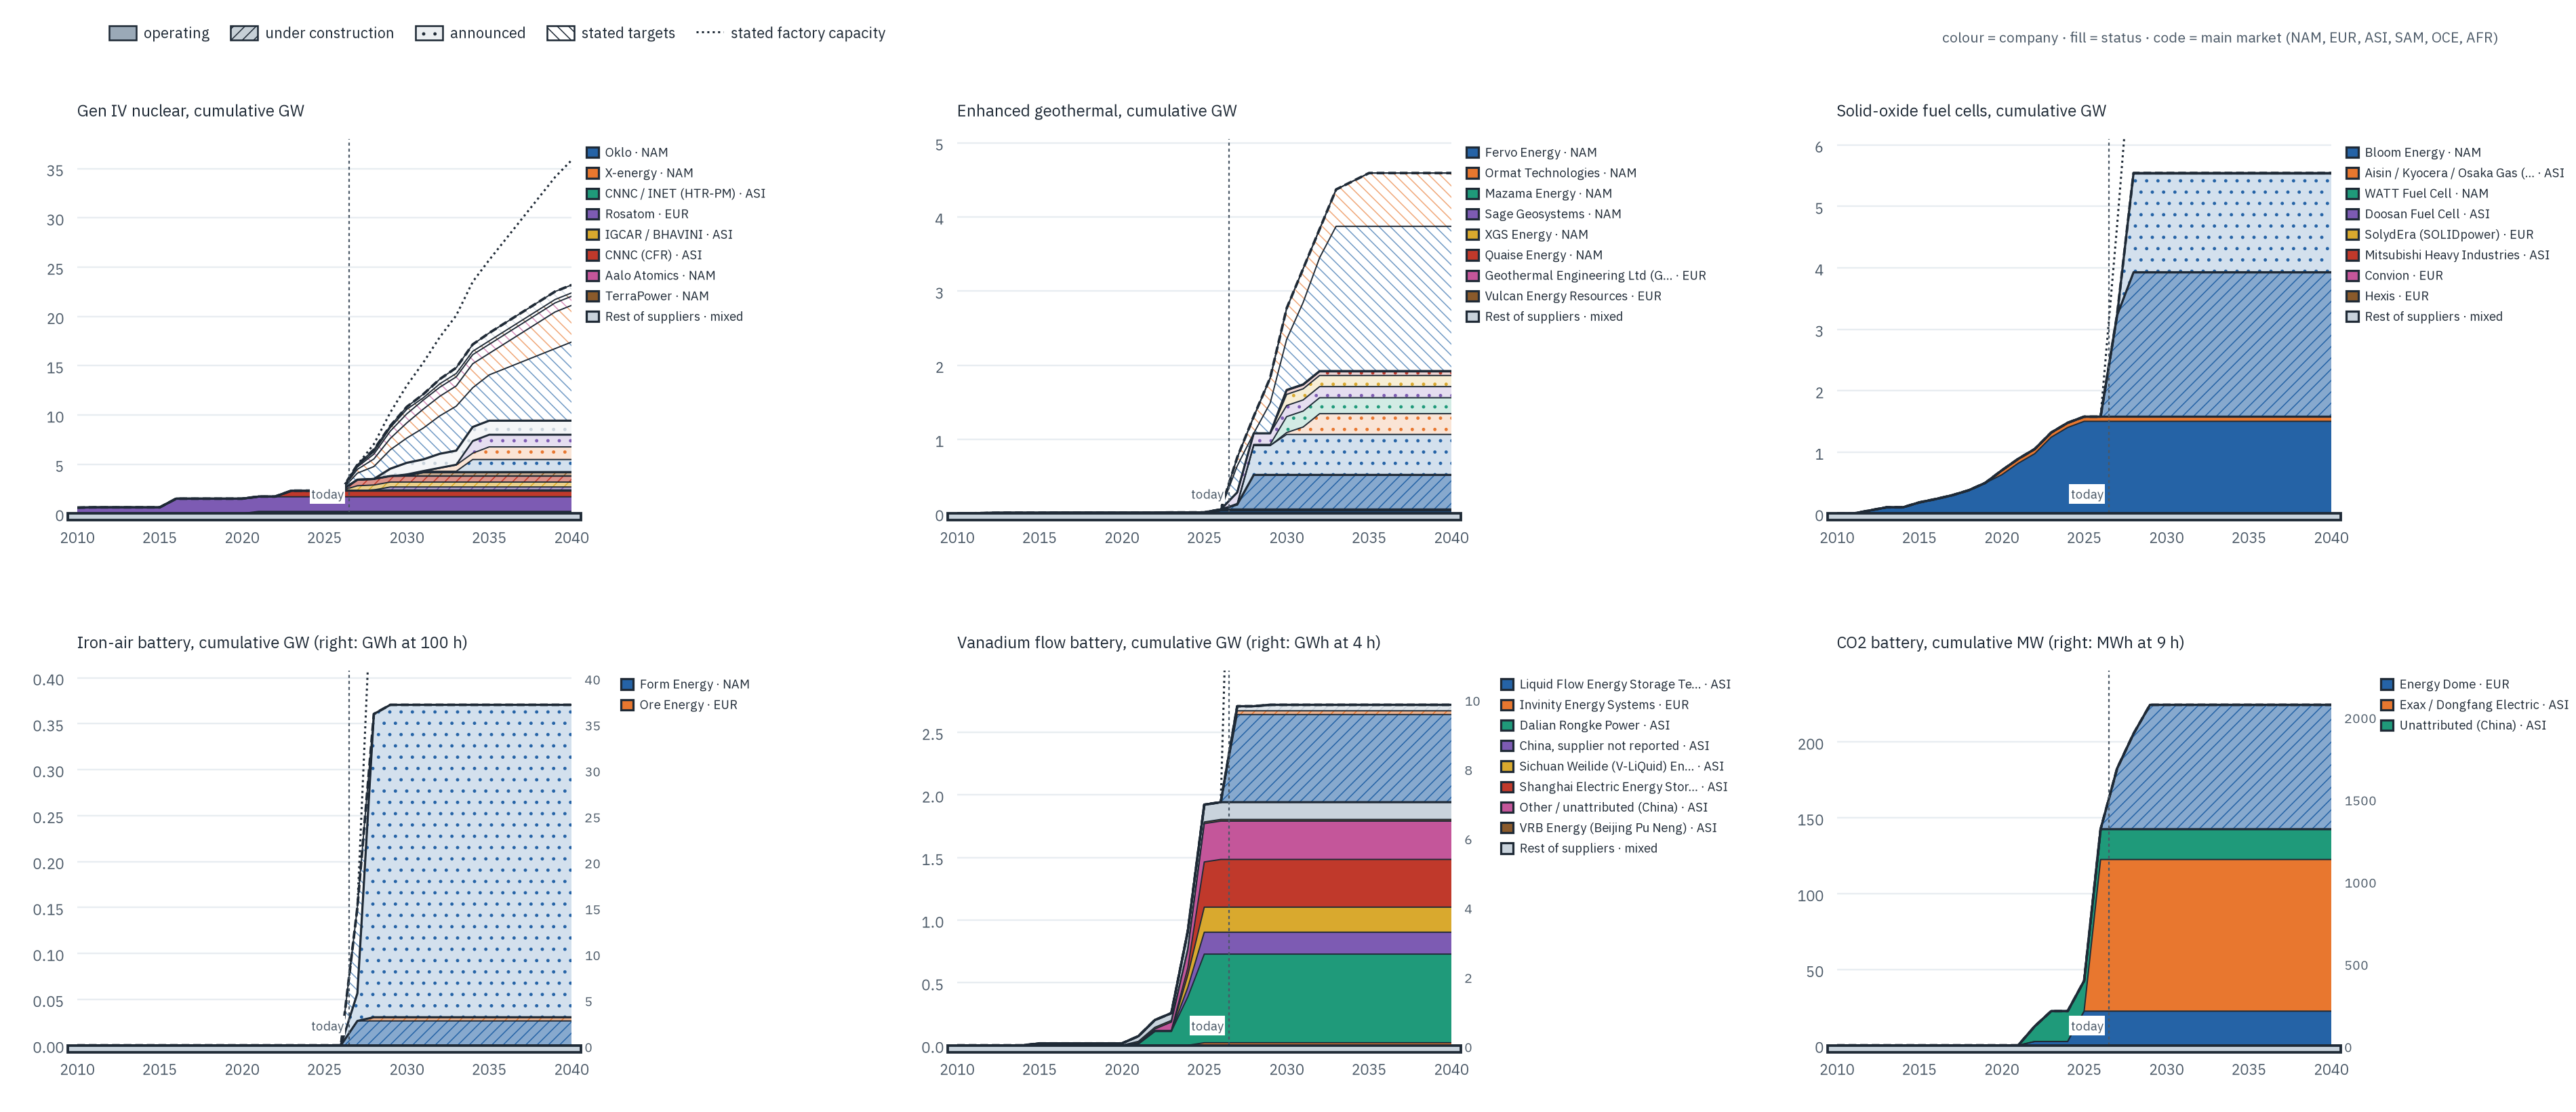 operating under construction announced stated targets stated factory capacity
colour = company · fill = status · code = main market (NAM, EUR, ASI, SAM, OCE, AFR)
Gen IV nuclear, cumulative GW
35
30
25
20
15
10
5
0
today
2010 2015 2020 2025 2030 2035 2040
Oklo · NAM
X-energy · NAM
CNNC / INET (HTR-PM) · ASI
Rosatom · EUR
IGCAR / BHAVINI · ASI
CNNC (CFR) · ASI
Aalo Atomics · NAM
TerraPower · NAM
Rest of suppliers · mixed
Enhanced geothermal, cumulative GW
5
4
3
2
1
0
today
2010 2015 2020 2025 2030 2035 2040
Fervo Energy · NAM
Ormat Technologies · NAM
Mazama Energy · NAM
Sage Geosystems · NAM
XGS Energy · NAM
Quaise Energy · NAM
Geothermal Engineering Ltd (G... · EUR
Vulcan Energy Resources · EUR
Rest of suppliers · mixed
Solid-oxide fuel cells, cumulative GW
6
5
4
3
2
1
0
today
2010 2015 2020 2025 2030 2035 2040
Bloom Energy · NAM
Aisin / Kyocera / Osaka Gas (... · ASI
WATT Fuel Cell · NAM
Doosan Fuel Cell · ASI
SolydEra (SOLIDpower) · EUR
Mitsubishi Heavy Industries · ASI
Convion · EUR
Hexis · EUR
Rest of suppliers · mixed
Iron-air battery, cumulative GW (right: GWh at 100 h)
0.40
0.35
0.30
0.25
0.20
0.15
0.10
0.05
0.00
today
40
35
30
25
20
15
10
5
0
2010 2015 2020 2025 2030 2035 2040
Form Energy · NAM
Ore Energy · EUR
Vanadium flow battery, cumulative GW (right: GWh at 4 h)
2.5
2.0
1.5
1.0
0.5
0.0
today
10
8
6
4
2
0
2010 2015 2020 2025 2030 2035 2040
Liquid Flow Energy Storage Te... · ASI
Invinity Energy Systems · EUR
Dalian Rongke Power · ASI
China, supplier not reported · ASI
Sichuan Weilide (V-LiQuid) En... · ASI
Shanghai Electric Energy Stor... · ASI
Other / unattributed (China) · ASI
VRB Energy (Beijing Pu Neng) · ASI
Rest of suppliers · mixed
CO2 battery, cumulative MW (right: MWh at 9 h)
200
150
100
50
0
today
2000
1500
1000
500
0
2010 2015 2020 2025 2030 2035 2040
Energy Dome · EUR
Exax / Dongfang Electric · ASI
Unattributed (China) · ASI